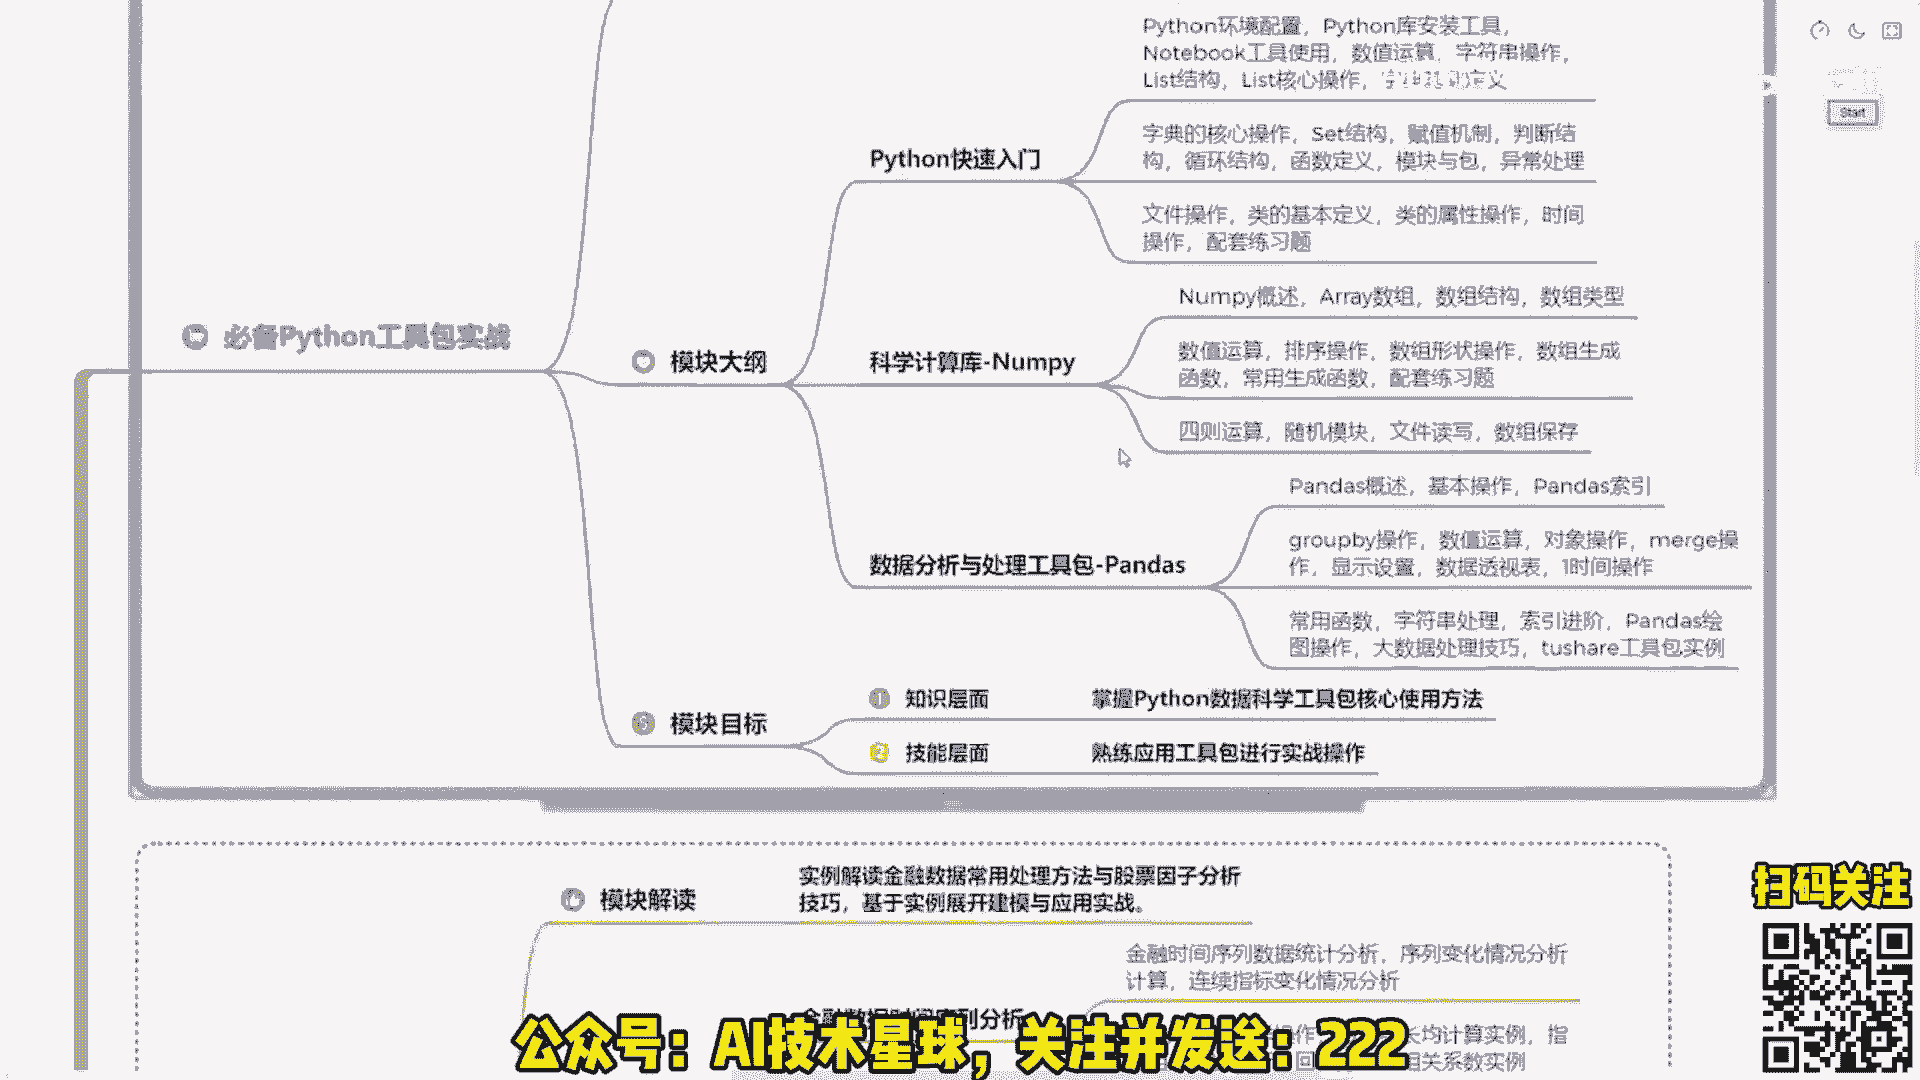 Python环境配置，Python库安装工具，
Notebook工具使用，数值运算，字符串操作，
List结构，List核心操作，
Start
Python快速入门
字典的核心操作，Set结构，赋值机制，判断结
构，循环结构，函数定义，模块与包，异常处理
文件操作，类的基本定义，类的属性操作，时间
操作，配套练习题
必备Python工具包实战
模块大纲
科学计算库-Numpy
Numpy概述，Array数组，数组结构，数组类型
数值运算，排序操作，数组形状操作，数组生成
函数，常用生成函数，配套练习题
四则运算，随机模块，文件读写，数组保存
数据分析与处理工具包-Pandas
Pandas概述，基本操作，Pandas索引
groupby操作，数值运算，对象操作，merge操
作，显示设置，数据透视表，1时间操作
常用函数，字符串处理，索引进阶，Pandas绘
图操作，大数据处理技巧，tushare工具包实例
模块目标
1 知识层面
掌握Python数据科学工具包核心使用方法
2 技能层面
熟练应用工具包进行实战操作
模块解读
实例解读金融数据常用处理方法与股票因子分析
技巧，基于实例展开建模与应用实战。
金融时间序列数据统计分析，序列变化情况分析
计算，连续指标变化情况分析
金融数据时间序列分析
均计算实例，指
相关系数实例
公众号：AI技术星球，关注并发送：222
扫码关注